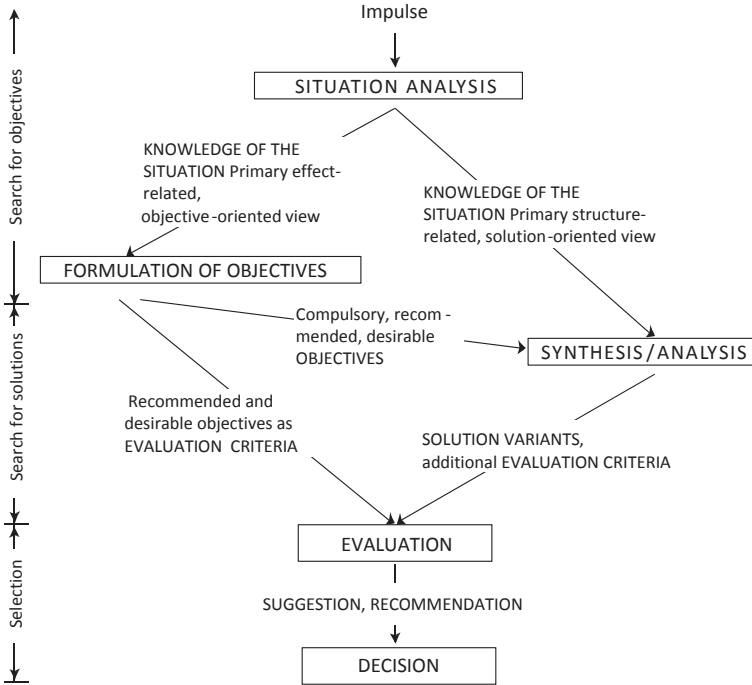 Impulse
SITUATION ANALYSIS
Search for objectives
KNOWLEDGE OF THE
SITUATION Primary effect-
related,
objective-oriented view
KNOWLEDGE OF THE
SITUATION Primary structure-
related, solution-oriented view
FORMULATION OF OBJECTIVES
Compulsory, recom-
mended, desirable
OBJECTIVES
SYNTHESIS/ANALYSIS
Search for solutions
Recommended and
desirable objectives as
EVALUATION CRITERIA
SOLUTION VARIANTS,
additional EVALUATION CRITERIA
EVALUATION
Selection
SUGGESTION, RECOMMENDATION
DECISION